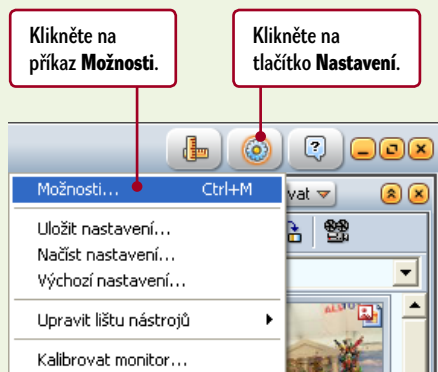 Klikněte na
příkaz Možnosti.
Klikněte na
tlačítko Nastavení.
Možnosti... Ctrl+M
vat
Uložit nastavení...
Načíst nastavení...
Výchozí nastavení...
Upravit lištu nástrojů
Kalibrovat monitor...